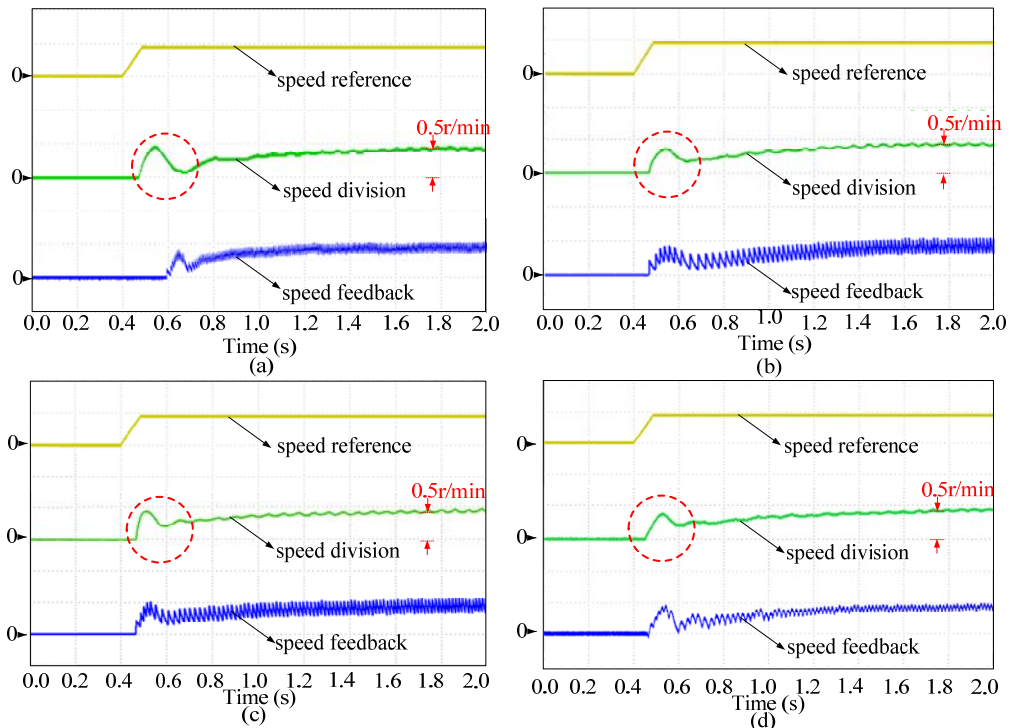 0
speed reference
0.5r/min
0
speed division
0
speed feedback
0.0 0.2 0.4 0.6 0.8 1.0 1.2 1.4 1.6 1.8 2.0
Time (s)
(a)
0
speed reference
0.5r/min
0
speed division
0
speed feedback
0.0 0.2 0.4 0.6 0.8 1.0 1.2 1.4 1.6 1.8 2.0
Time (s)
(b)
0
speed reference
0.5r/min
0
speed division
0
speed feedback
0.0 0.2 0.4 0.6 0.8 1.0 1.2 1.4 1.6 1.8 2.0
Time (s)
(c)
0
speed reference
0.5r/min
0
speed division
0
speed feedback
0.0 0.2 0.4 0.6 0.8 1.0 1.2 1.4 1.6 1.8 2.0
Time (s)
(d)